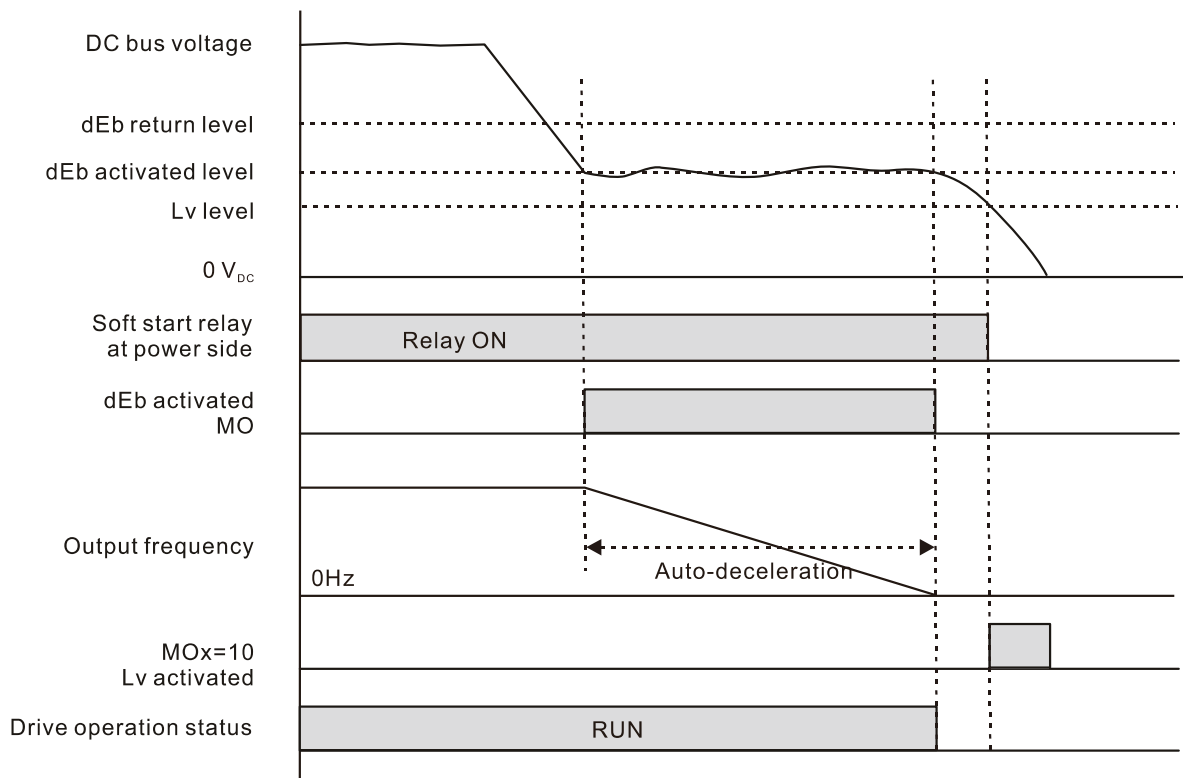 DC bus voltage
dEb return level
dEb activated level
Lv level
0 VDC
Soft start relay
at power side
Relay ON
dEb activated
MO
Output frequency
0Hz
Auto-deceleration
MOx=10
Lv activated
Drive operation status
RUN